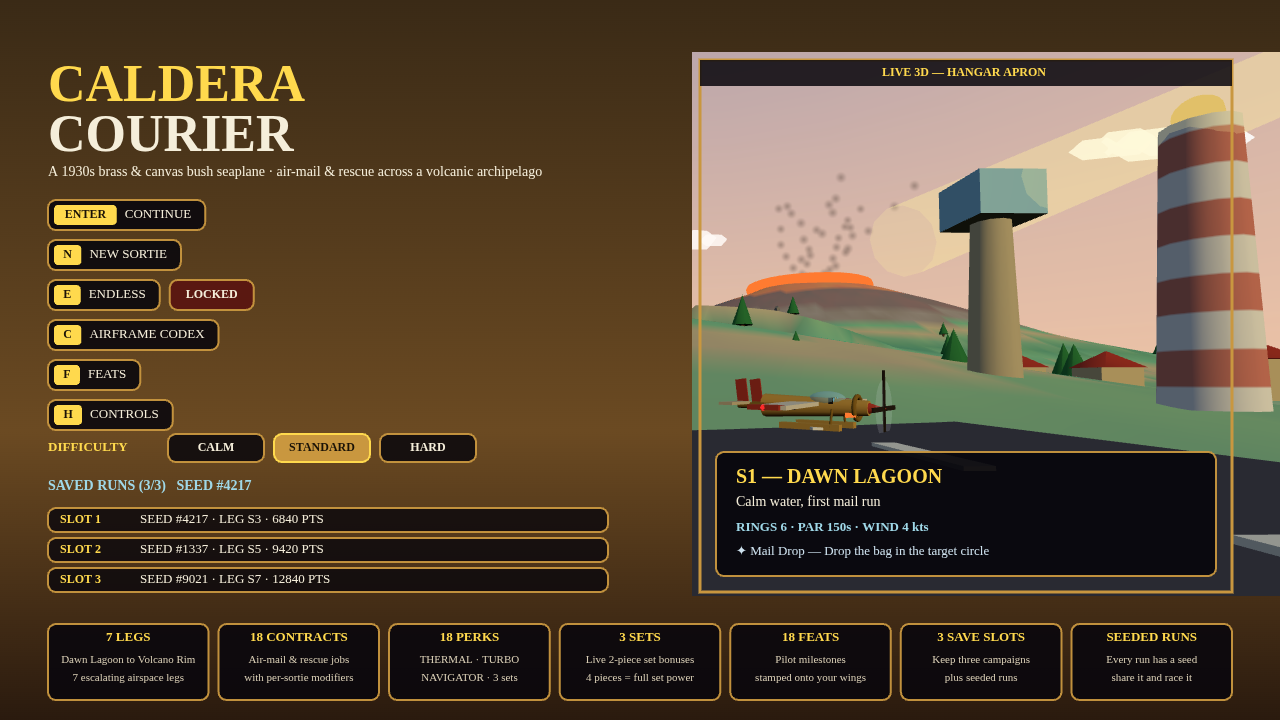 CALDERA
COURIER
A 1930s brass & canvas bush seaplane · air-mail & rescue across a volcanic archipelago
ENTER CONTINUE
N NEW SORTIE
E ENDLESS LOCKED
C AIRFRAME CODEX
F FEATS
H CONTROLS
DIFFICULTY CALM STANDARD HARD
SAVED RUNS (3/3) SEED #4217
SLOT 1 SEED #4217 · LEG S3 · 6840 PTS
SLOT 2 SEED #1337 · LEG S5 · 9420 PTS
SLOT 3 SEED #9021 · LEG S7 · 12840 PTS
LIVE 3D — HANGAR APRON
S1 — DAWN LAGOON
Calm water, first mail run
RINGS 6 · PAR 150s · WIND 4 kts
✦ Mail Drop — Drop the bag in the target circle
7 LEGS
Dawn Lagoon to Volcano Rim
7 escalating airspace legs
18 CONTRACTS
Air-mail & rescue jobs
with per-sortie modifiers
18 PERKS
THERMAL · TURBO
NAVIGATOR · 3 sets
3 SETS
Live 2-piece set bonuses
4 pieces = full set power
18 FEATS
Pilot milestones
stamped onto your wings
3 SAVE SLOTS
Keep three campaigns
plus seeded runs
SEEDED RUNS
Every run has a seed
share it and race it